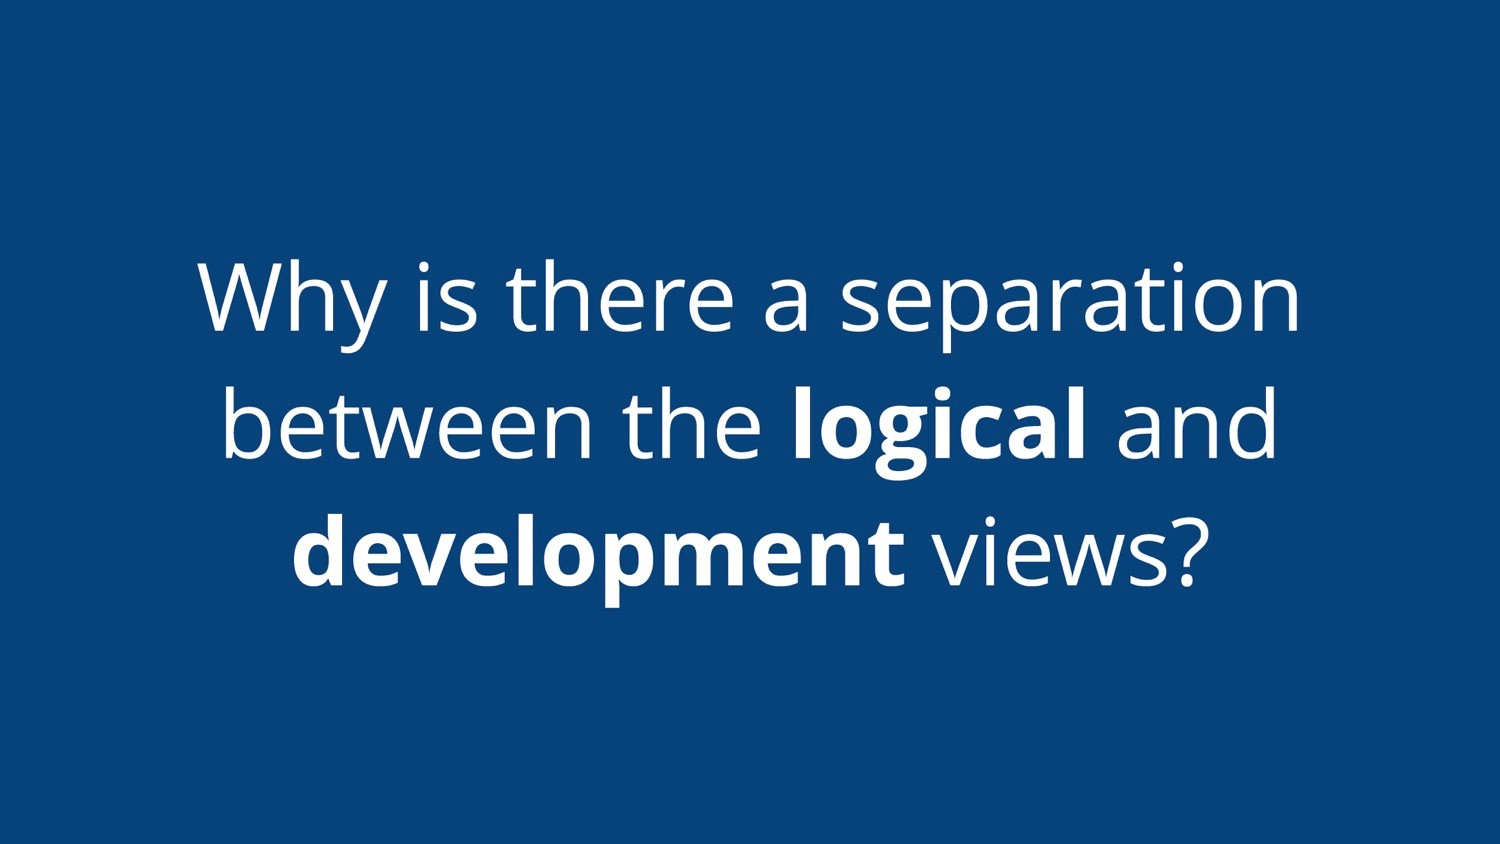 Why is there a separation
between the logical and
development views?